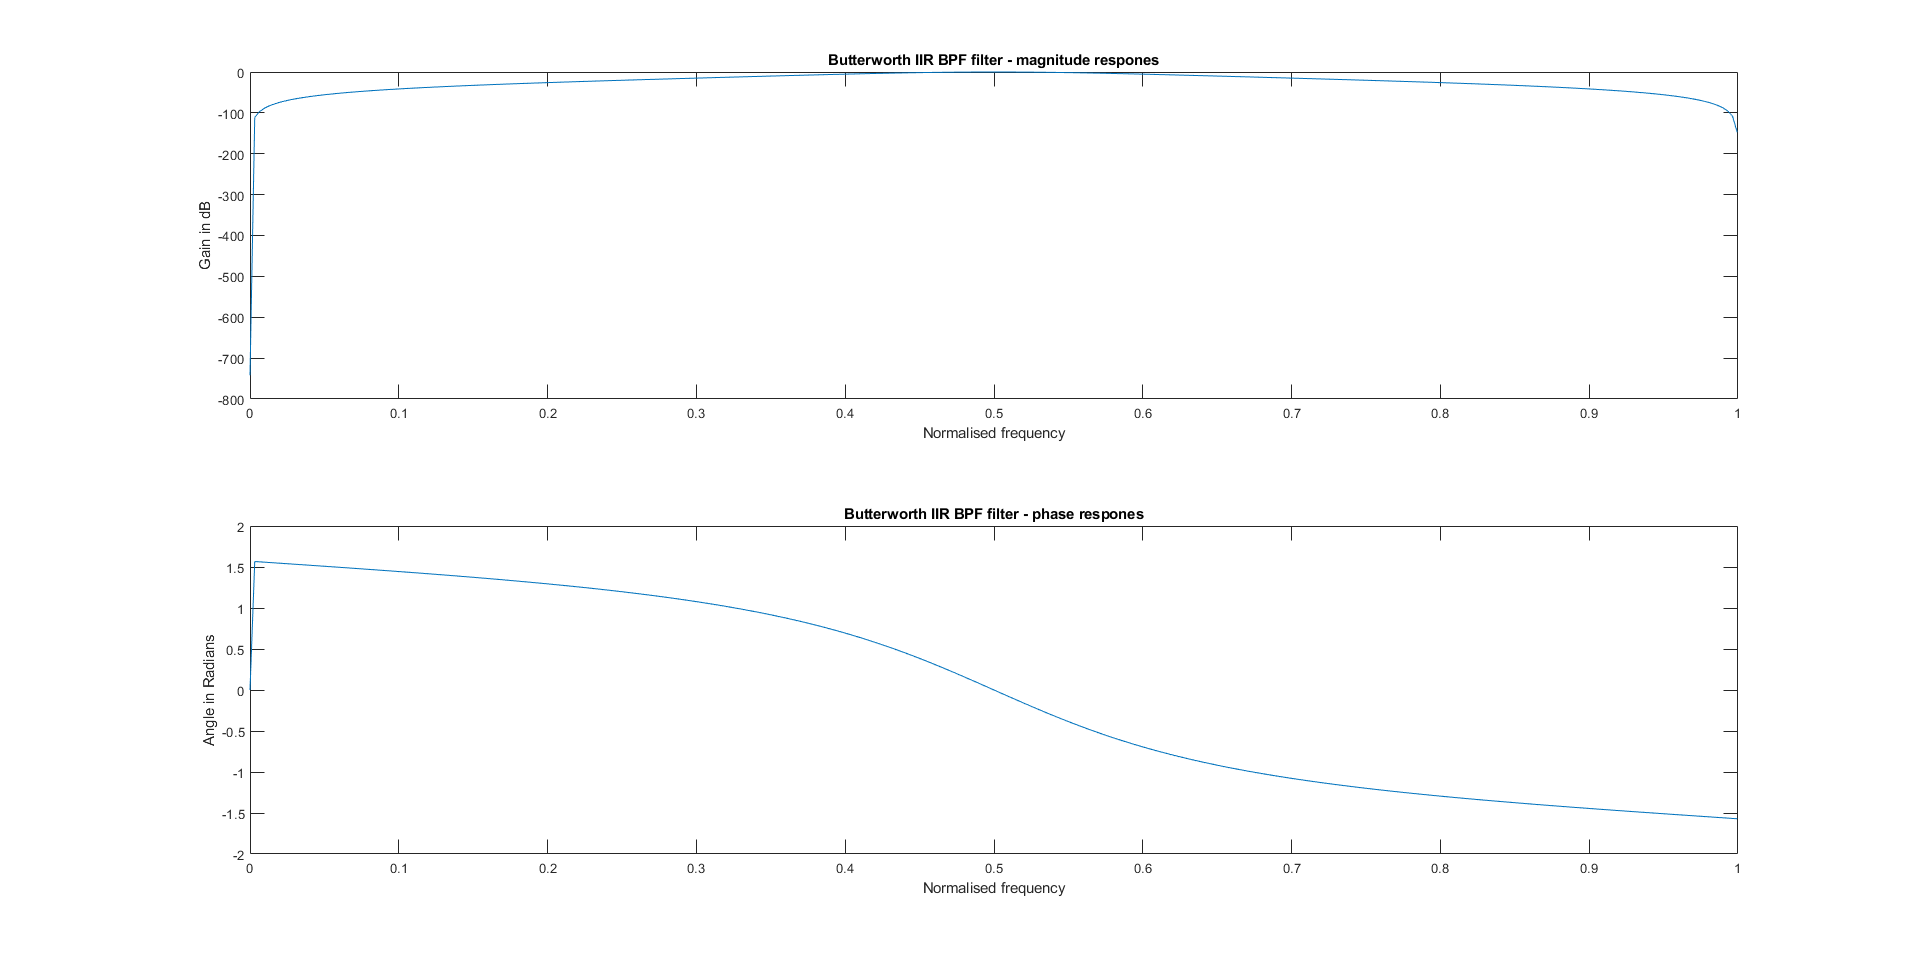 Butterworth IIR BPF filter - magnitude respones
0
-100
-200
-300
-400
-500
-600
-700
-800
Gain in dB
0 0.1 0.2 0.3 0.4 0.5 0.6 0.7 0.8 0.9 1
Normalised frequency
Butterworth IIR BPF filter - phase respones
2
1.5
1
0.5
0
-0.5
-1
-1.5
-2
Angle in Radians
0 0.1 0.2 0.3 0.4 0.5 0.6 0.7 0.8 0.9 1
Normalised frequency